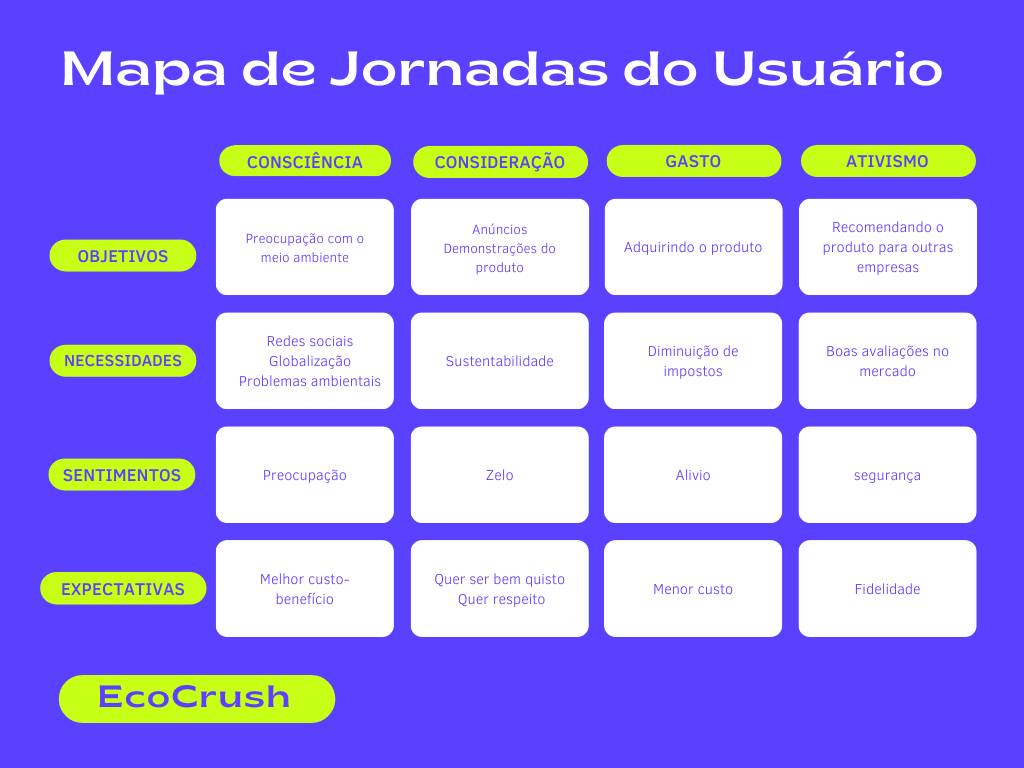 Mapa de Jornadas do Usuário
CONSCIÊNCIA
CONSIDERAÇÃO
GASTO
ATIVISMO
OBJETIVOS
Preocupação com o
meio ambiente
Anúncios
Demonstrações do
produto
Adquirindo o produto
Recomendando o
produto para outras
empresas
NECESSIDADES
Redes sociais
Globalização
Problemas ambientais
Sustentabilidade
Diminuição de
impostos
Boas avaliações no
mercado
SENTIMENTOS
Preocupação
Zelo
Alivio
segurança
EXPECTATIVAS
Melhor custo-
benefício
Quer ser bem quisto
Quer respeito
Menor custo
Fidelidade
EcoCrush